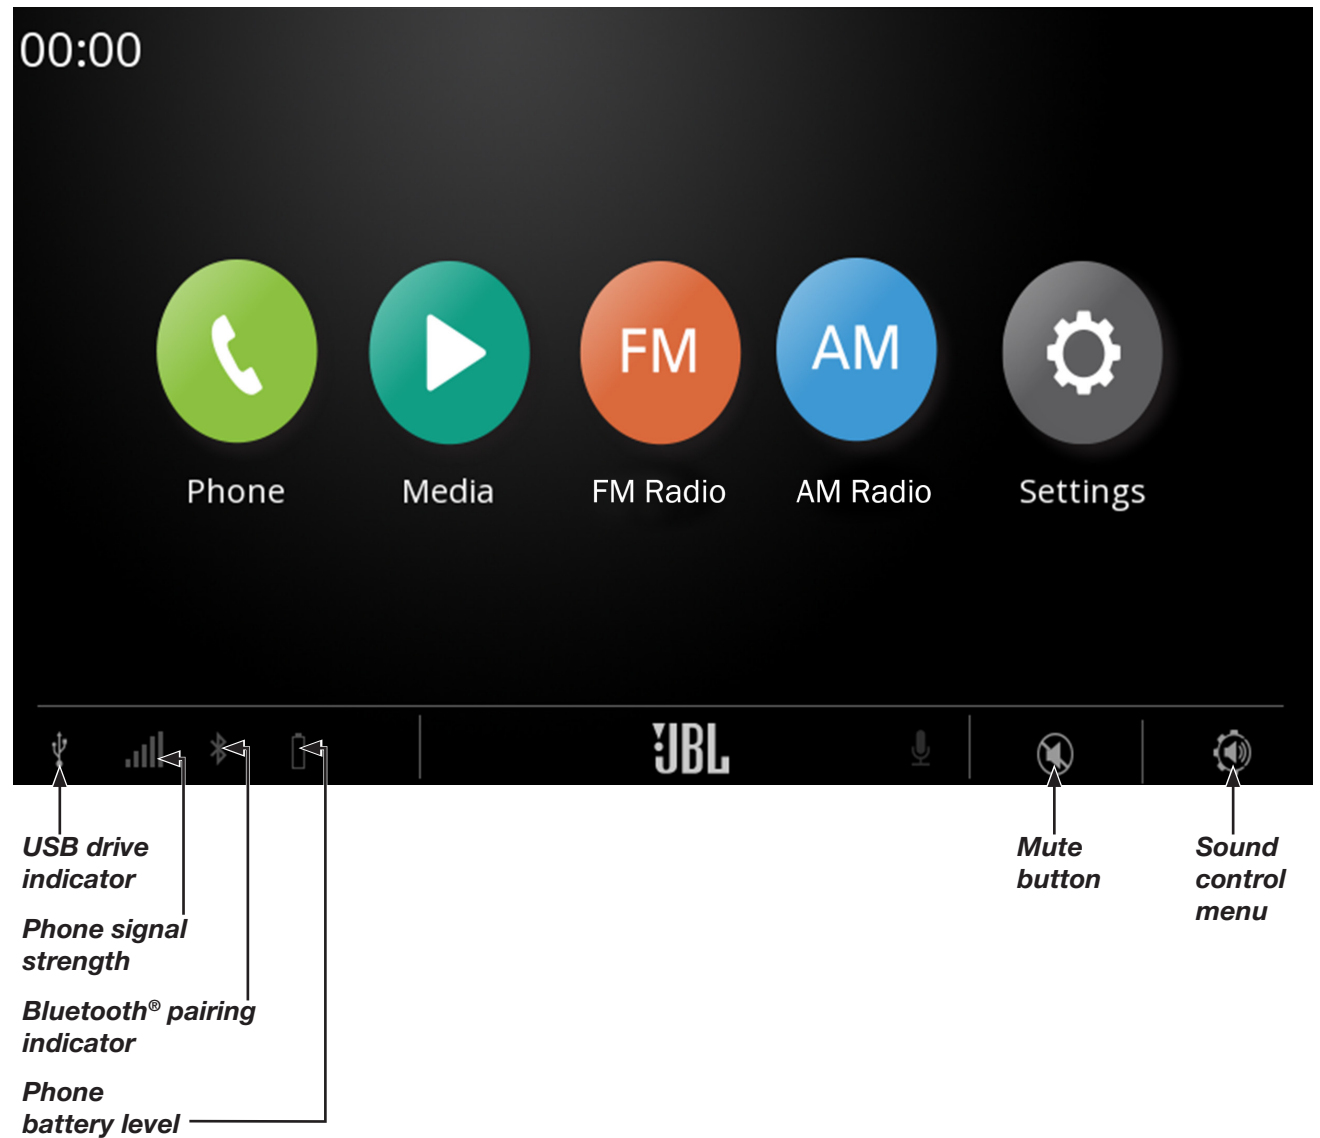 00:00
FM
AM
Phone
Media
FM Radio
AM Radio
Settings
JBL
USB drive
indicator
Phone signal
strength
Bluetooth® pairing
indicator
Phone
battery level
Mute
button
Sound
control
menu